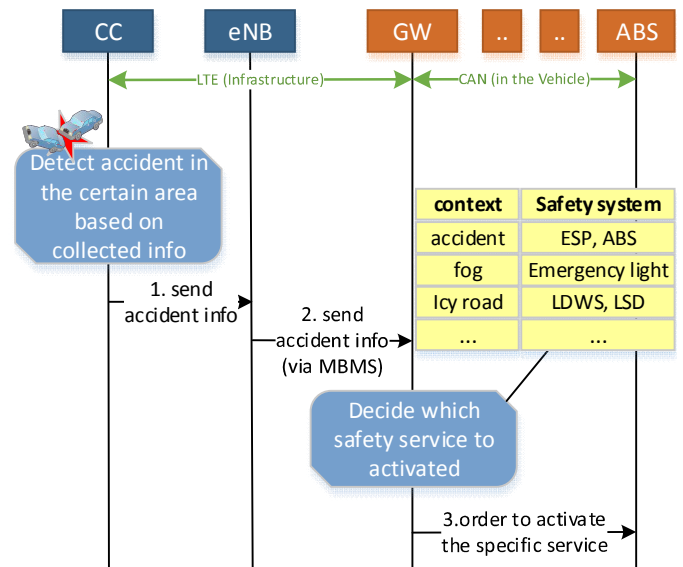 CC eNB GW .. .. ABS
LTE (Infrastructure) CAN (in the Vehicle)
Detect accident in
the certain area
based on
collected info
context Safety system
accident ESP, ABS
fog Emergency light
Icy road LDWS, LSD
... ...
1. send
accident info
2. send
accident info
(via MBMS)
Decide which
safety service to
activated
3.order to activate
the specific service